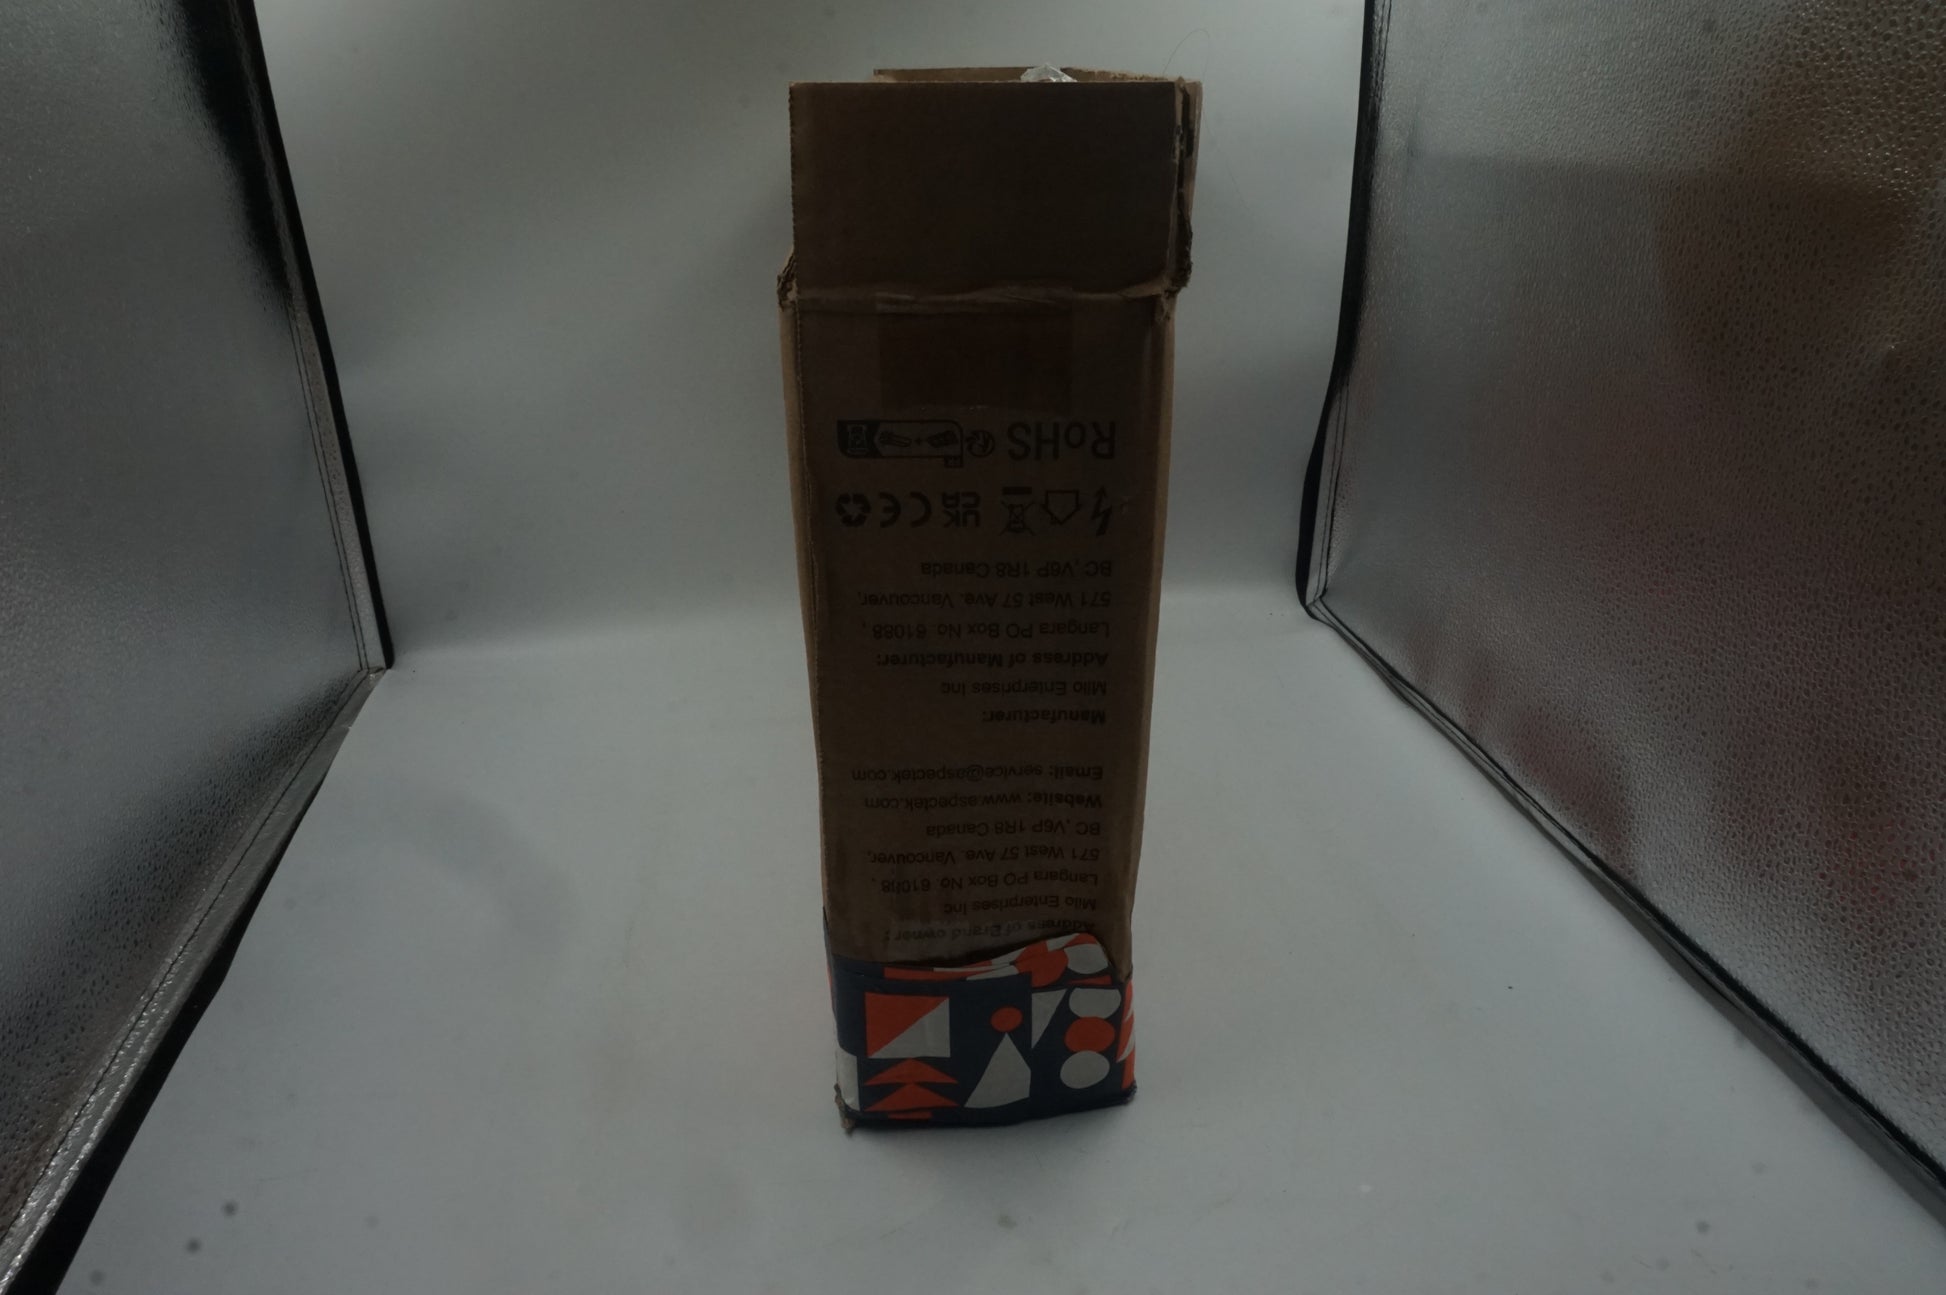 Address of Brand owner:
Milo Enterprises Inc
Langara PO Box No. 61088,
571 West 57 Ave. Vancouver,
BC, V6P 1R8 Canada
Website: www.aspectek.com
Email: service@aspectek.com
Manufacturer:
Milo Enterprises Inc
Address of Manufacturer:
Langara PO Box No. 61088,
571 West 57 Ave. Vancouver,
BC, V6P 1R8 Canada
UK CA CE
RoHS